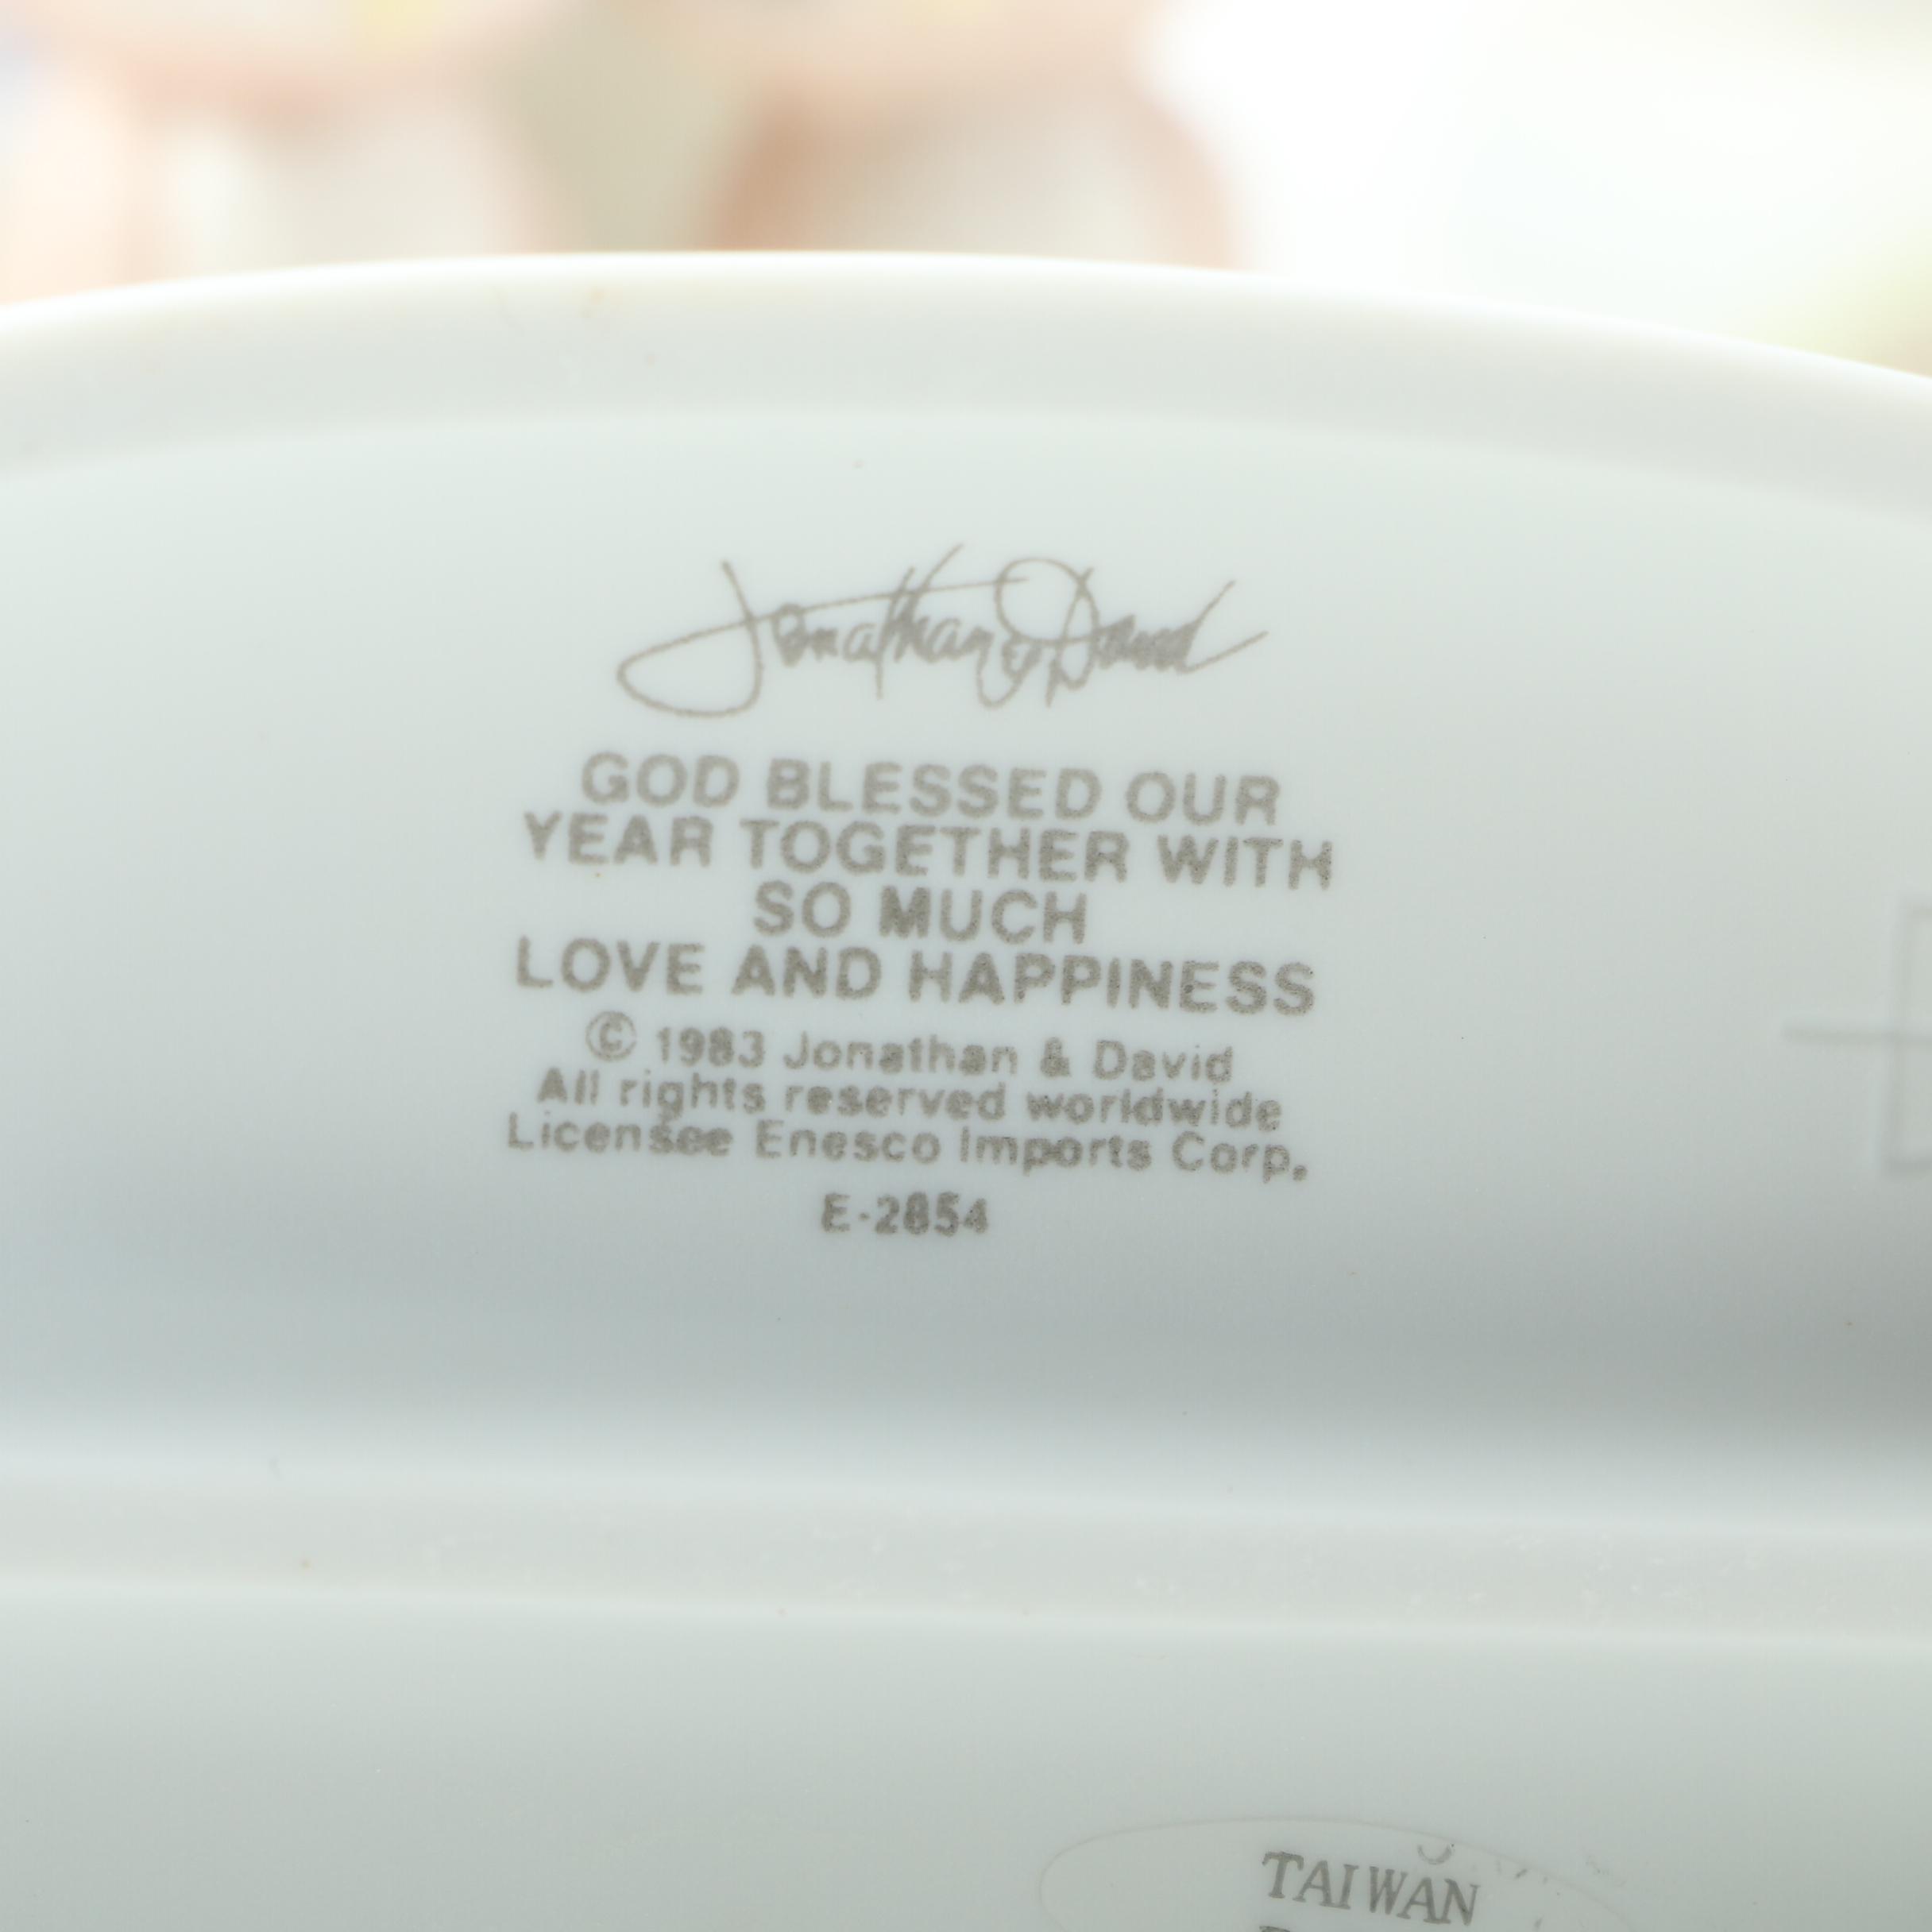 Jonathan & David
GOD BLESSED OUR
YEAR TOGETHER WITH
SO MUCH
LOVE AND HAPPINESS
© 1983 Jonathan & David
All rights reserved worldwide
Licensee Enesco Imports Corp.
E-2854
TAIWAN